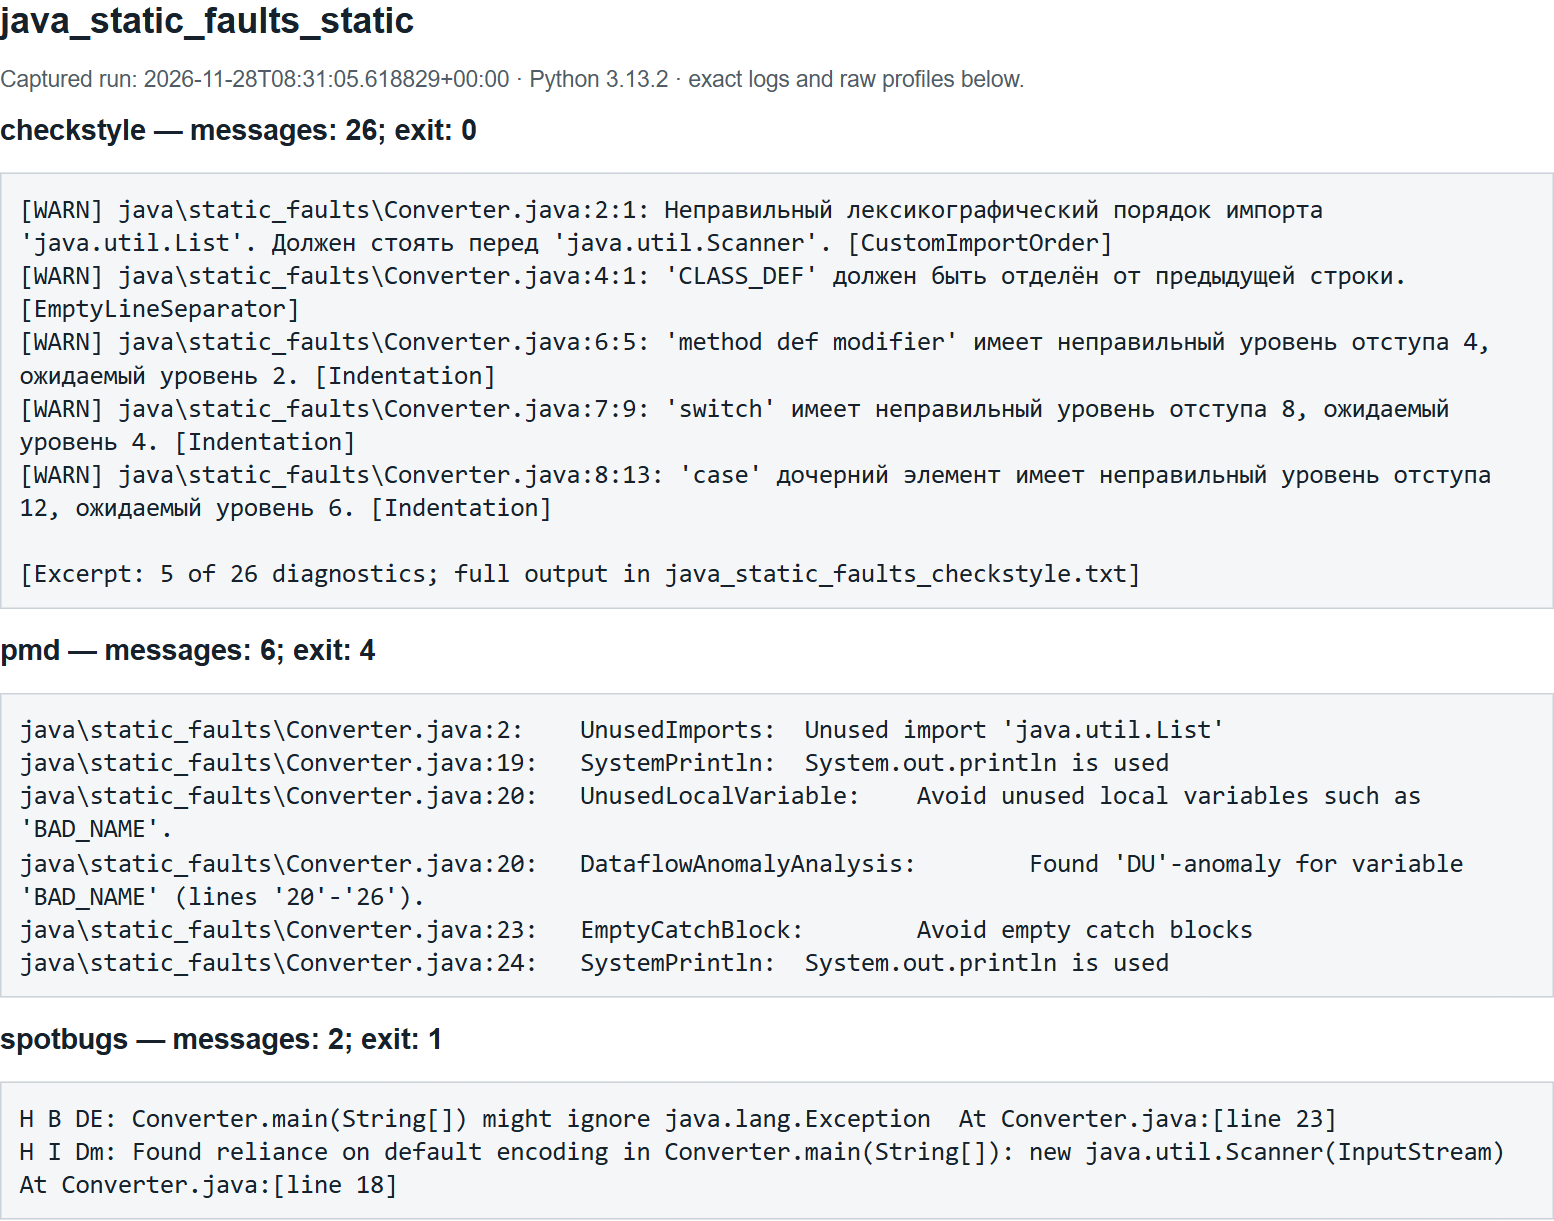 java_static_faults_static
Captured run: 2026-11-28T08:31:05.618829+00:00 · Python 3.13.2 · exact logs and raw profiles below.
checkstyle — messages: 26; exit: 0
[WARN] java\static_faults\Converter.java:2:1: Неправильный лексикографический порядок импорта
'java.util.List'. Должен стоять перед 'java.util.Scanner'. [CustomImportOrder]
[WARN] java\static_faults\Converter.java:4:1: 'CLASS_DEF' должен быть отделён от предыдущей строки.
[EmptyLineSeparator]
[WARN] java\static_faults\Converter.java:6:5: 'method def modifier' имеет неправильный уровень отступа 4,
ожидаемый уровень 2. [Indentation]
[WARN] java\static_faults\Converter.java:7:9: 'switch' имеет неправильный уровень отступа 8, ожидаемый
уровень 4. [Indentation]
[WARN] java\static_faults\Converter.java:8:13: 'case' дочерний элемент имеет неправильный уровень отступа
12, ожидаемый уровень 6. [Indentation]
[Excerpt: 5 of 26 diagnostics; full output in java_static_faults_checkstyle.txt]
pmd — messages: 6; exit: 4
java\static_faults\Converter.java:2:    UnusedImports:  Unused import 'java.util.List'
java\static_faults\Converter.java:19:   SystemPrintln:  System.out.println is used
java\static_faults\Converter.java:20:   UnusedLocalVariable:    Avoid unused local variables such as
'BAD_NAME'.
java\static_faults\Converter.java:20:   DataflowAnomalyAnalysis:        Found 'DU'-anomaly for variable
'BAD_NAME' (lines '20'-'26').
java\static_faults\Converter.java:23:   EmptyCatchBlock:        Avoid empty catch blocks
java\static_faults\Converter.java:24:   SystemPrintln:  System.out.println is used
spotbugs — messages: 2; exit: 1
H B DE: Converter.main(String[]) might ignore java.lang.Exception  At Converter.java:[line 23]
H I Dm: Found reliance on default encoding in Converter.main(String[]): new java.util.Scanner(InputStream)
At Converter.java:[line 18]